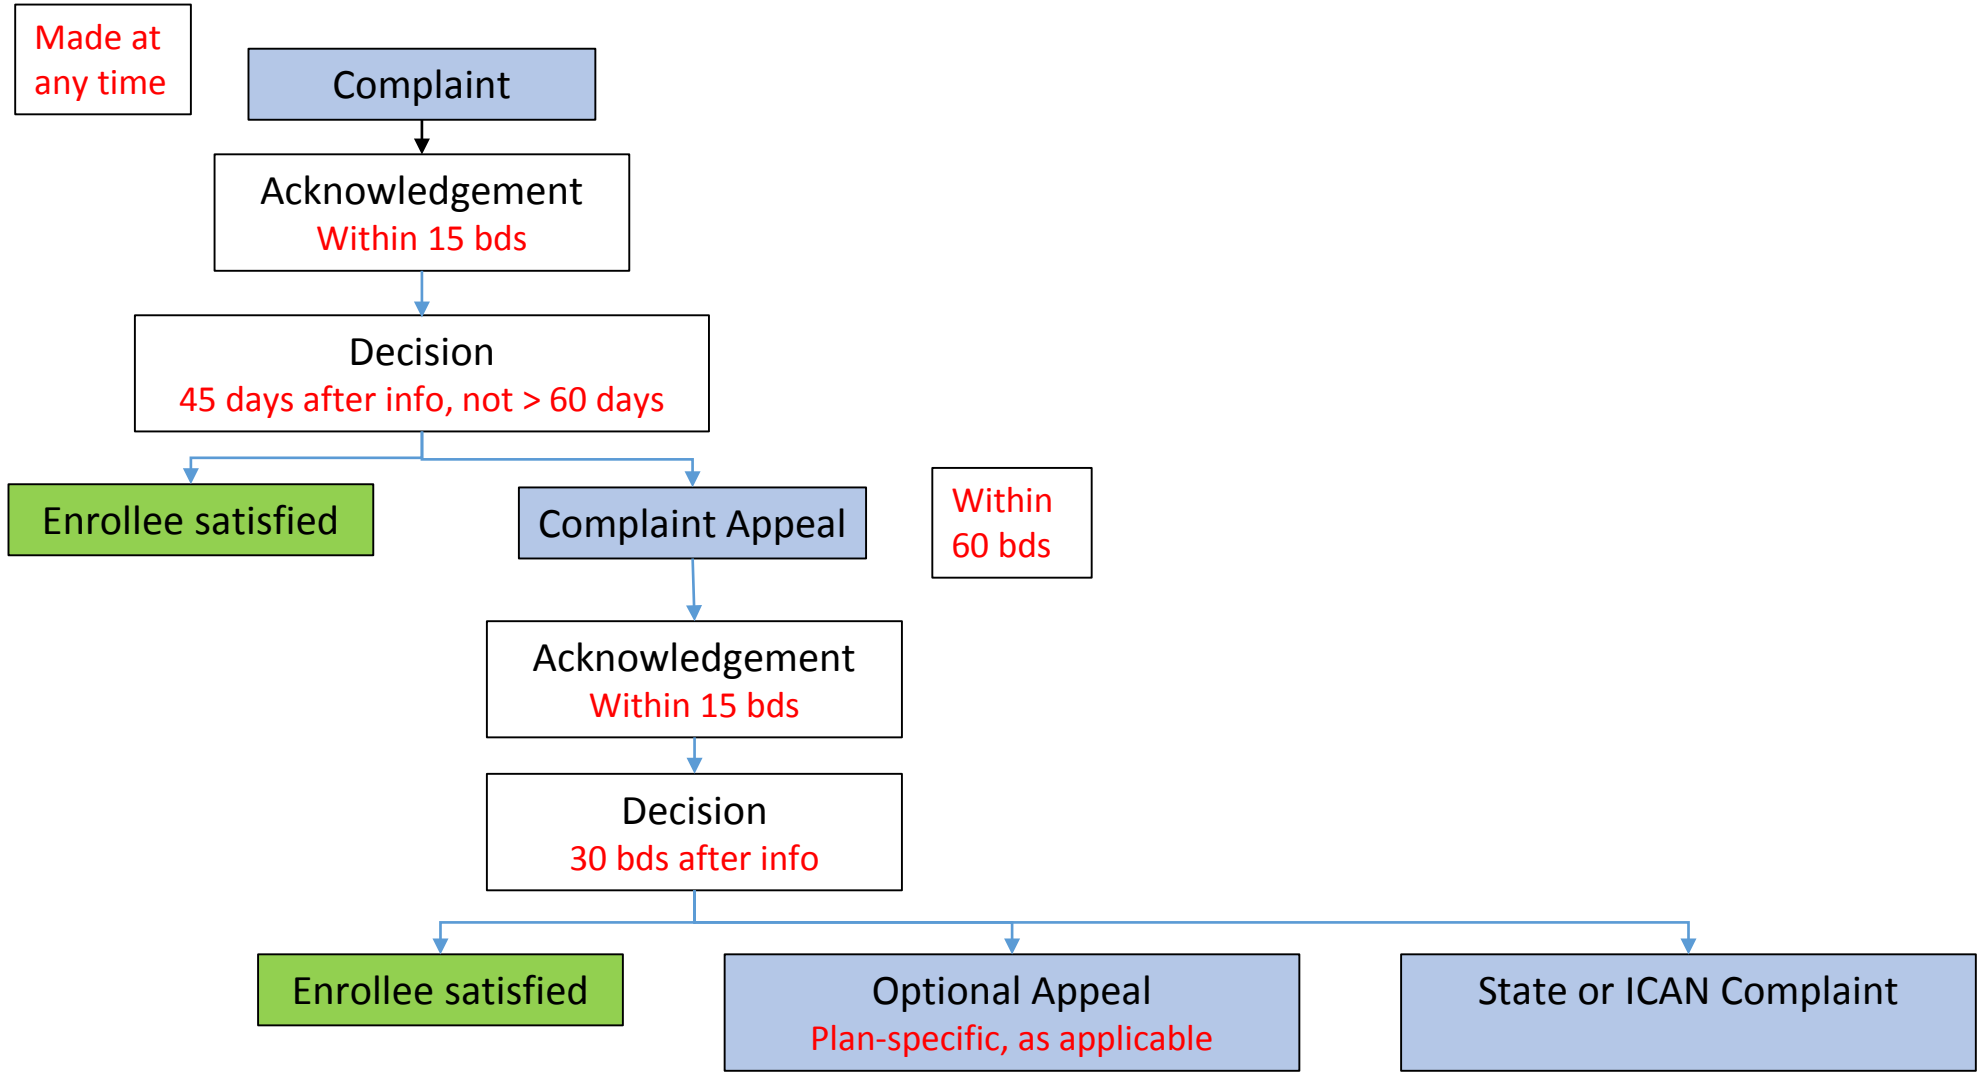 Made at
any time
Complaint
Acknowledgement
Within 15 bds
Decision
45 days after info, not > 60 days
Enrollee satisfied
Complaint Appeal
Within
60 bds
Acknowledgement
Within 15 bds
Decision
30 bds after info
Enrollee satisfied
Optional Appeal
Plan-specific, as applicable
State or ICAN Complaint